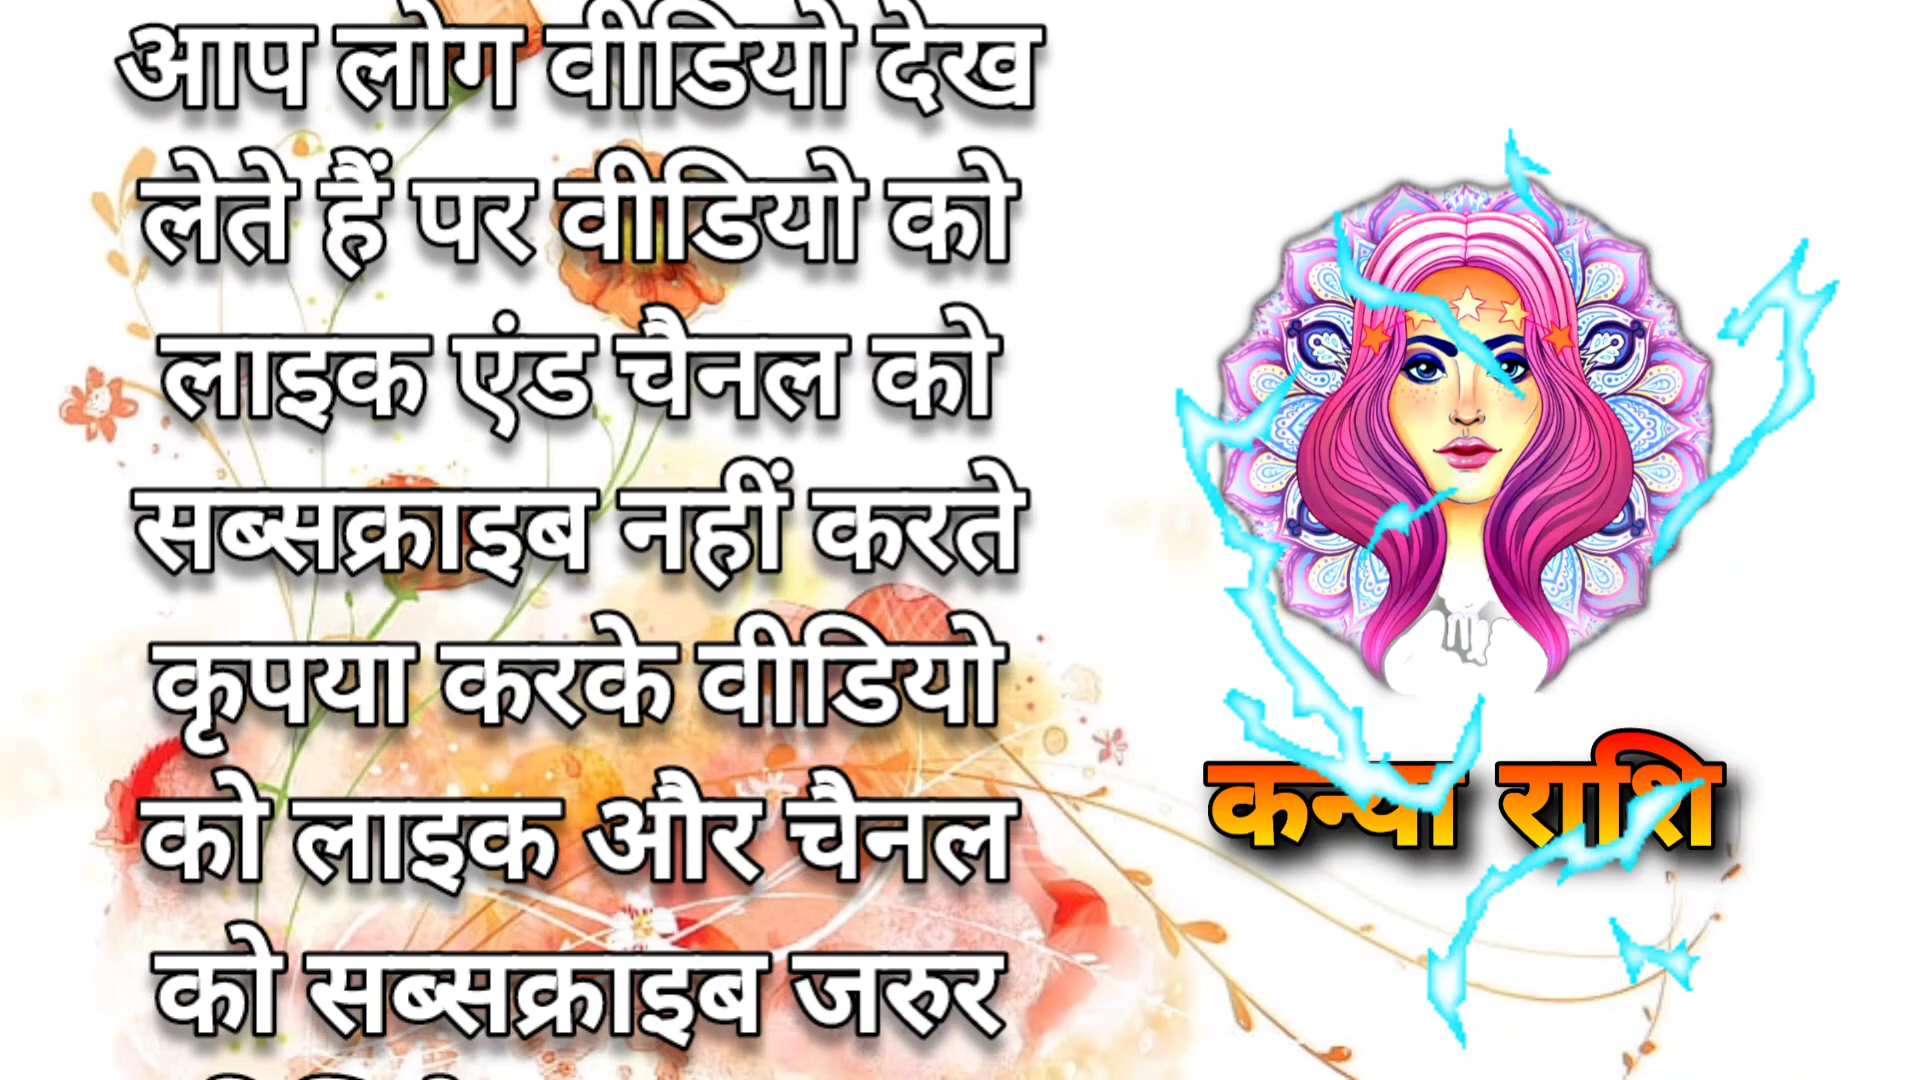 आप लोग वीडियो देख
लेते हैं पर वीडियो को
लाइक एंड चैनल को
सब्सक्राइब नहीं करते
कृपया करके वीडियो
को लाइक और चैनल
को सब्सक्राइब जरुर
कन्या राशि